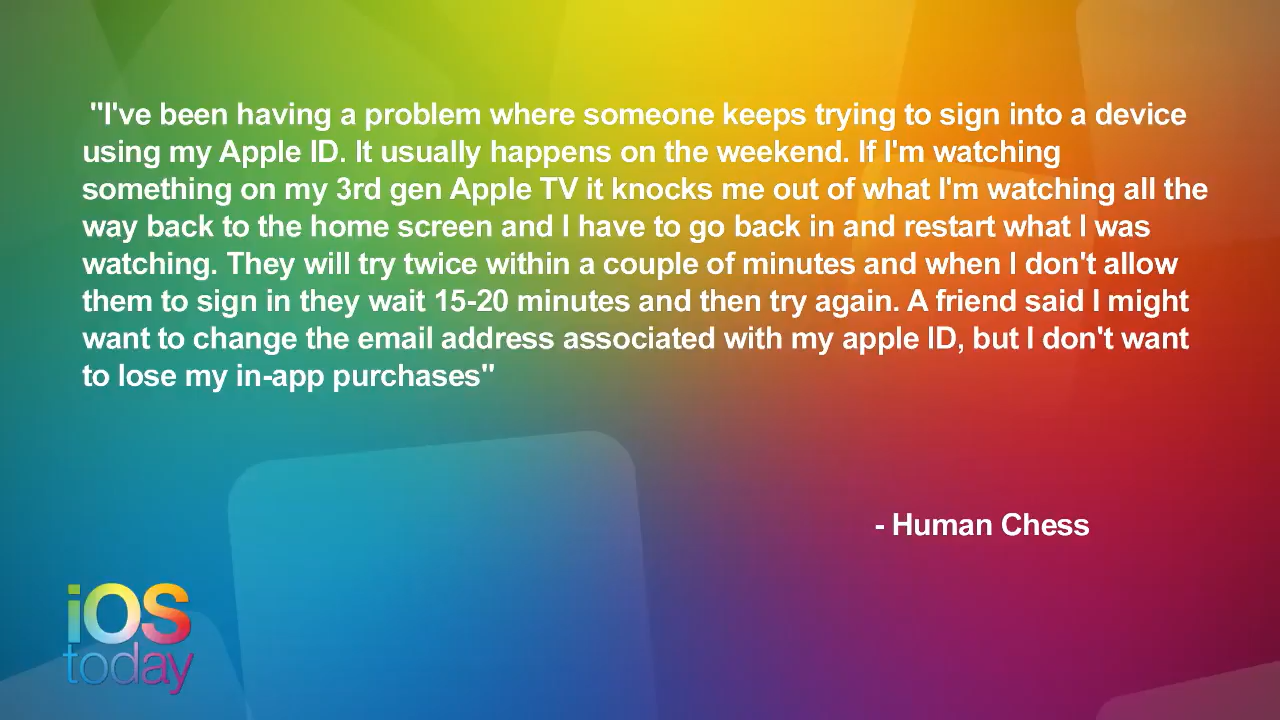 "I've been having a problem where someone keeps trying to sign into a device
using my Apple ID. It usually happens on the weekend. If I'm watching
something on my 3rd gen Apple TV it knocks me out of what I'm watching all the
way back to the home screen and I have to go back in and restart what I was
watching. They will try twice within a couple of minutes and when I don't allow
them to sign in they wait 15-20 minutes and then try again. A friend said I might
want to change the email address associated with my apple ID, but I don't want
to lose my in-app purchases"
- Human Chess
iOS
today